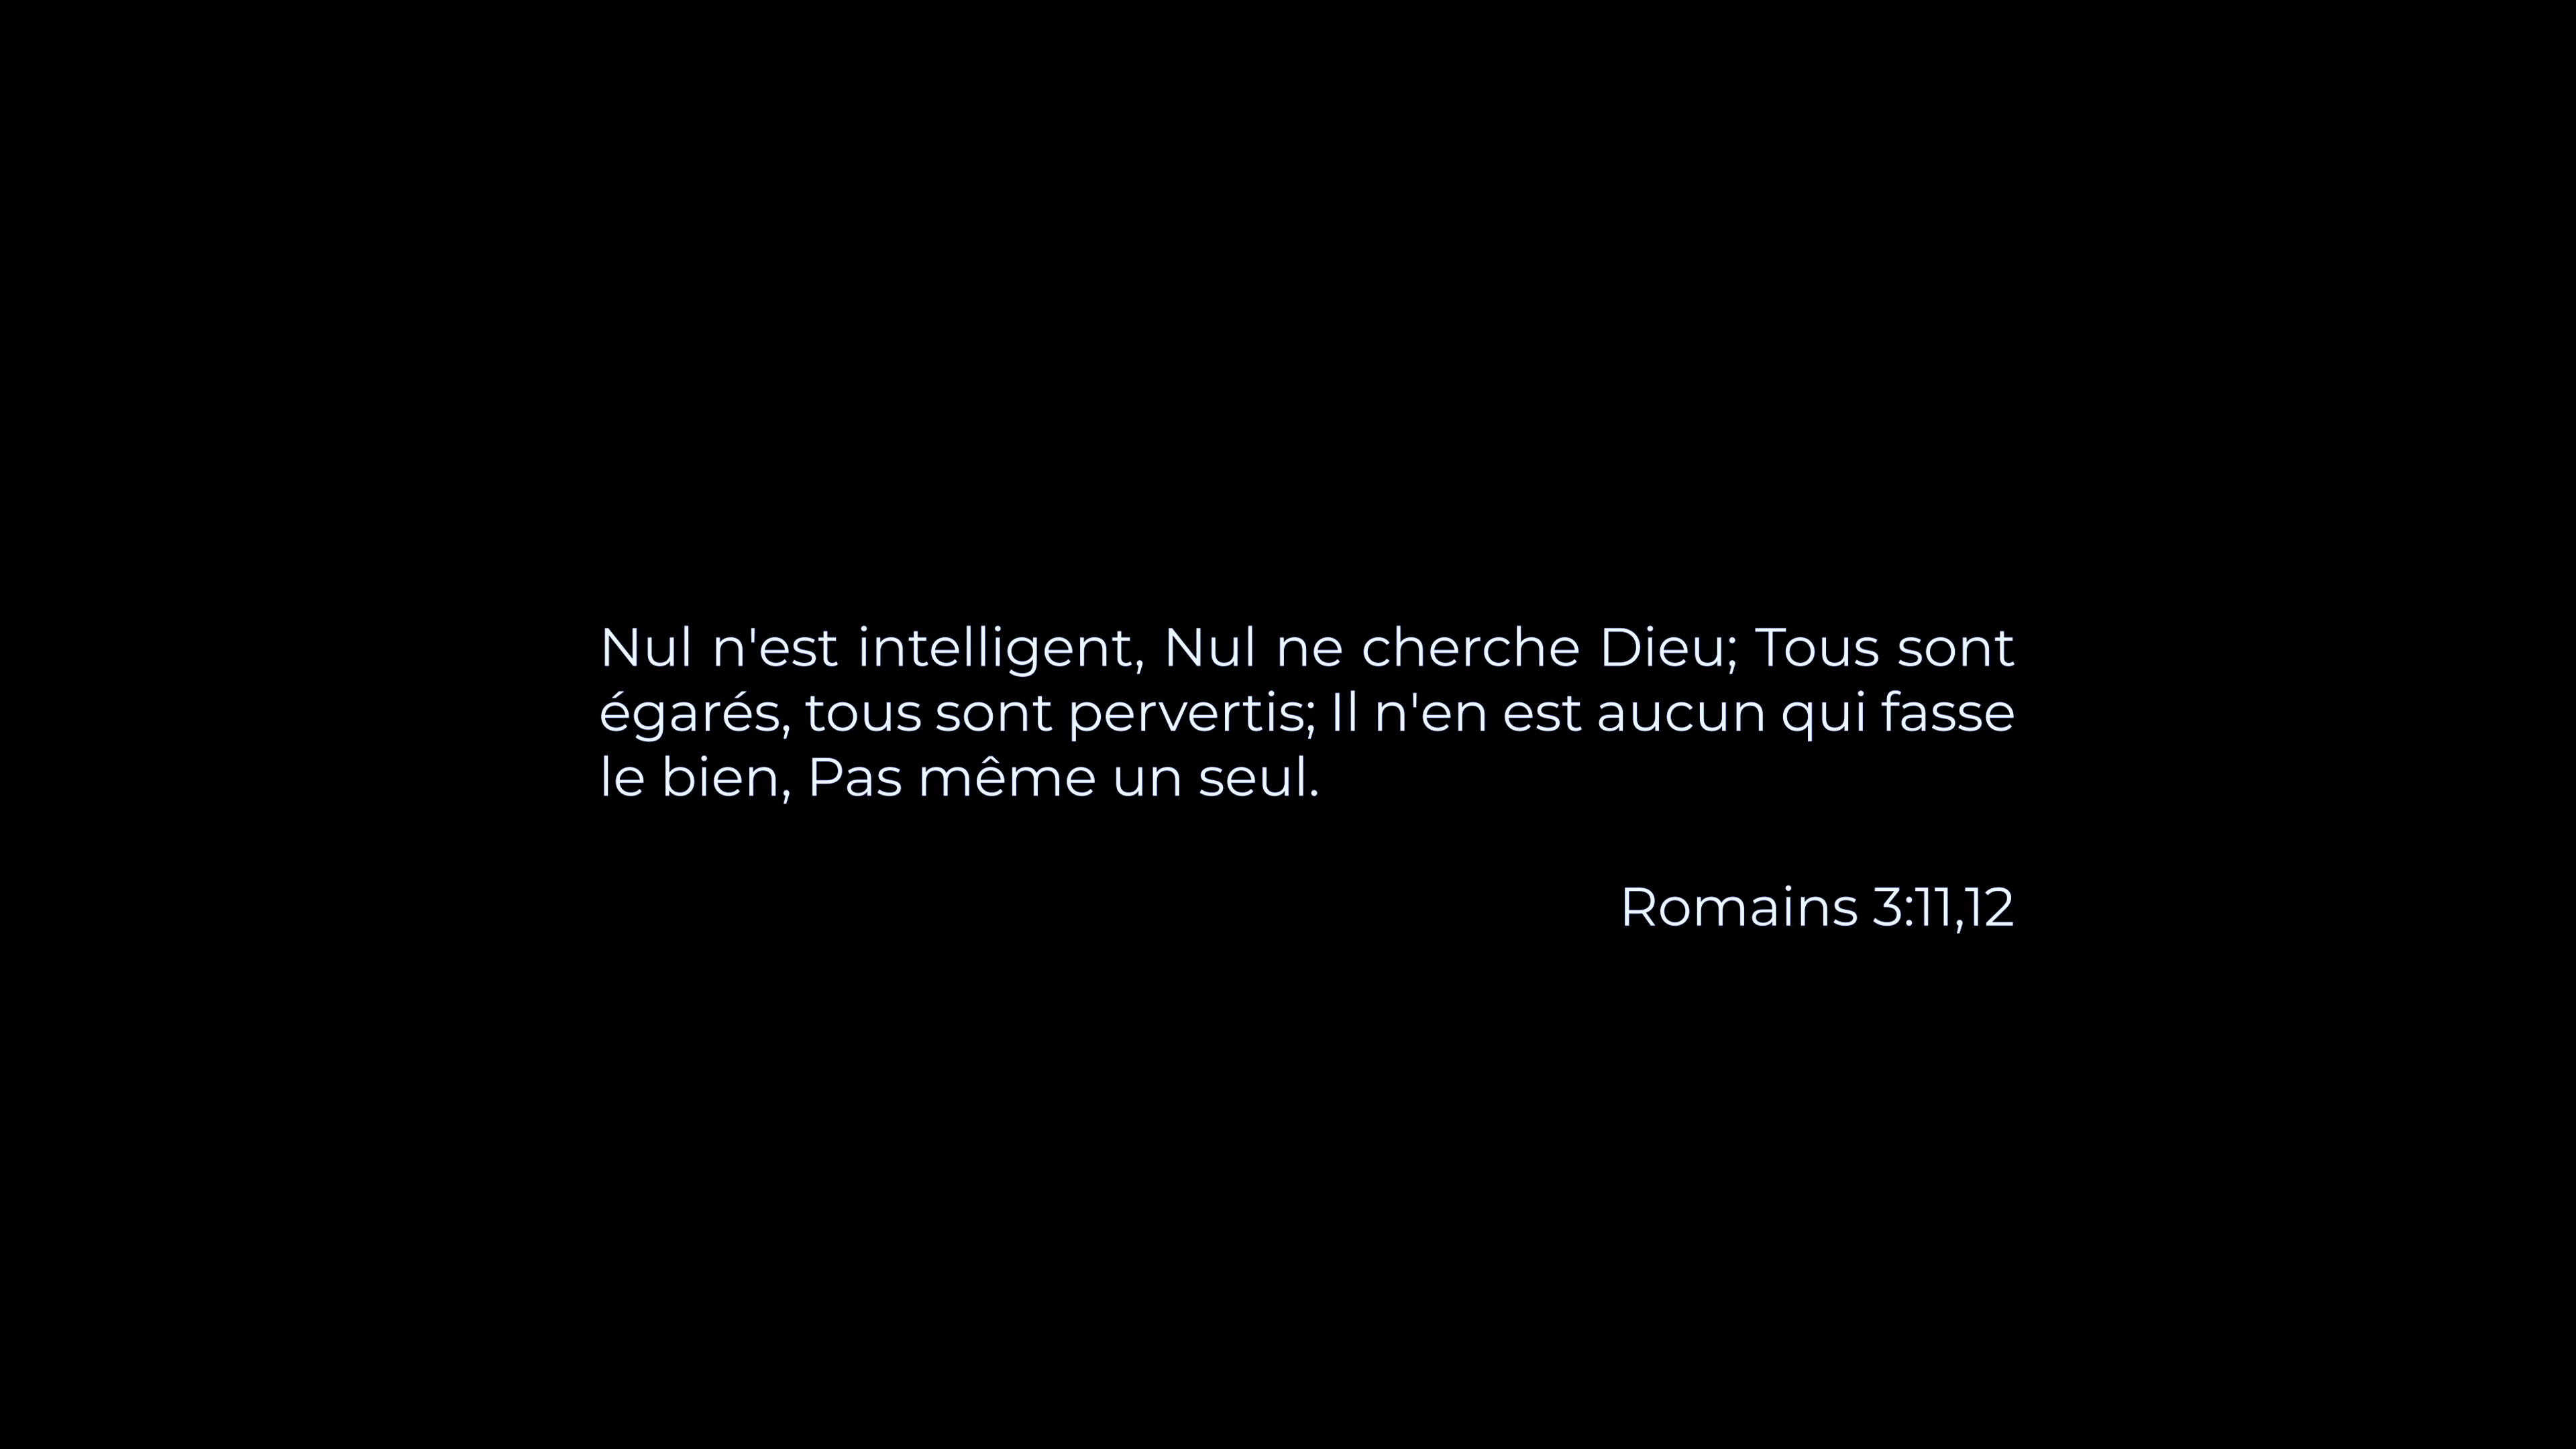 Nul n'est intelligent, Nul ne cherche Dieu; Tous sont
égarés, tous sont pervertis; Il n'en est aucun qui fasse
le bien, Pas même un seul.
Romains 3:11,12